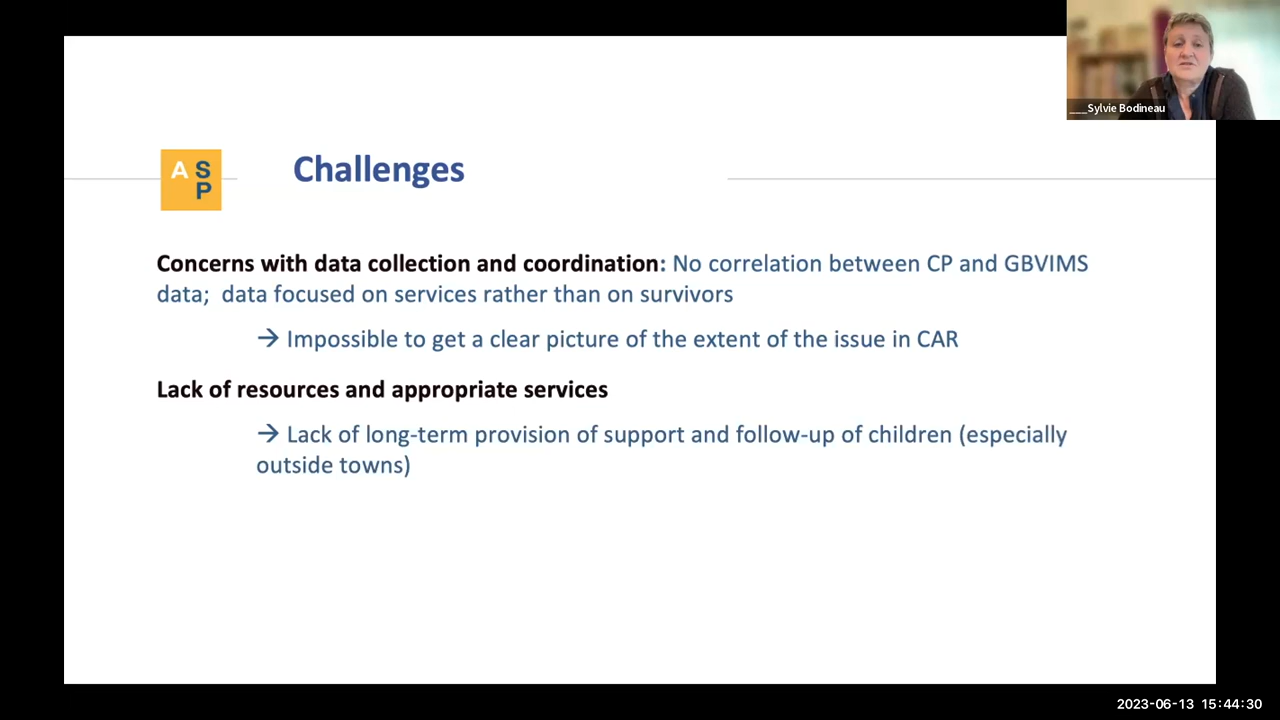 ___Sylvie Bodineau
A S
P
Challenges
Concerns with data collection and coordination: No correlation between CP and GBVIMS
data;  data focused on services rather than on survivors
→ Impossible to get a clear picture of the extent of the issue in CAR
Lack of resources and appropriate services
→ Lack of long-term provision of support and follow-up of children (especially
outside towns)
2023-06-13 15:44:30